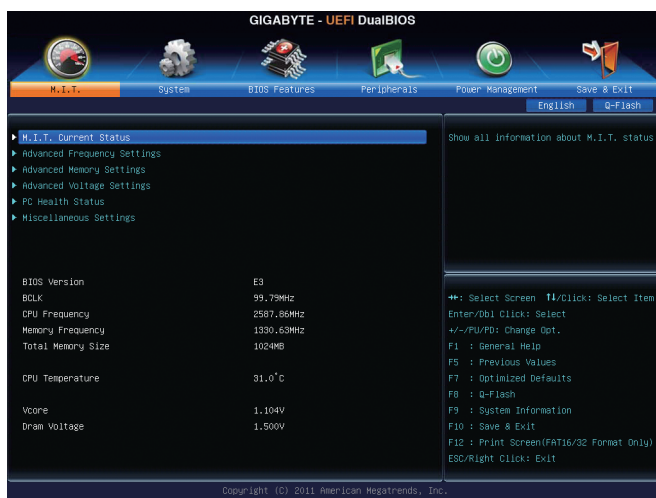 GIGABYTE - UEFI DualBIOS
M.I.T. System BIOS Features Peripherals Power Management Save & Exit
English Q-Flash
M.I.T. Current Status
Advanced Frequency Settings
Advanced Memory Settings
Advanced Voltage Settings
PC Health Status
Miscellaneous Settings
BIOS Version E3
BCLK 99.79MHz
CPU Frequency 2587.86MHz
Memory Frequency 1330.63MHz
Total Memory Size 1024MB
CPU Temperature 31.0°C
Vcore 1.104V
Dram Voltage 1.500V
Show all information about M.I.T. status
→←: Select Screen ↑↓/Click: Select Item
Enter/Dbl Click: Select
+/-/PU/PD: Change Opt.
F1 : General Help
F5 : Previous Values
F7 : Optimized Defaults
F8 : Q-Flash
F9 : System Information
F10 : Save & Exit
F12 : Print Screen(FAT16/32 Format Only)
ESC/Right Click: Exit
Copyright (C) 2011 American Megatrends, Inc.